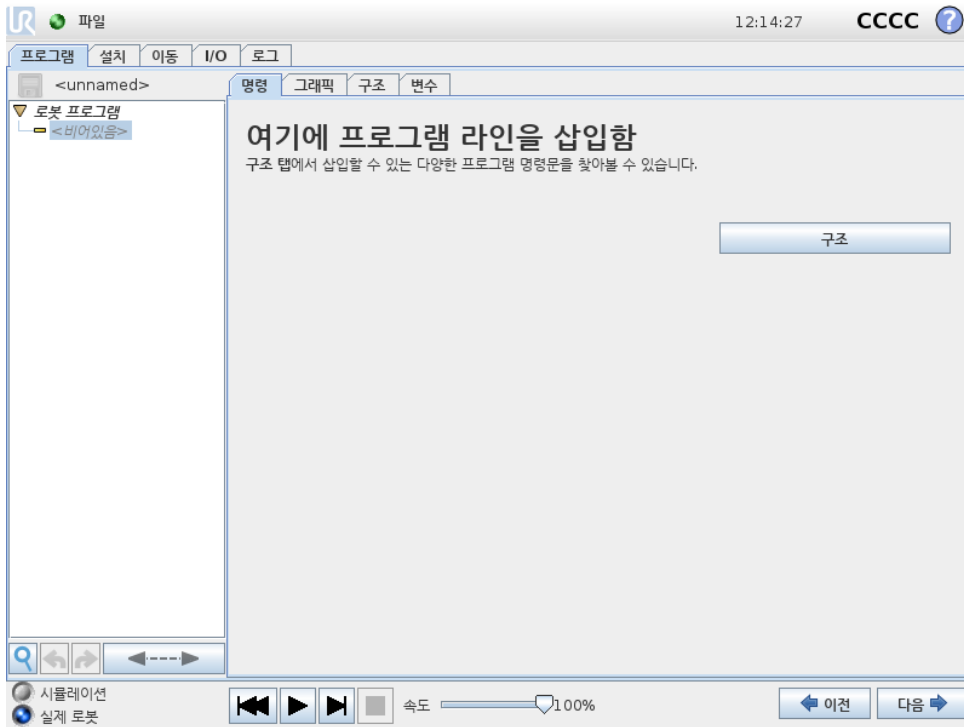 UR 파일 12:14:27 CCCC ?
프로그램 설치 이동 I/O 로그
<unnamed> 명령 그래픽 구조 변수
로봇 프로그램
<비어있음>
여기에 프로그램 라인을 삽입함
구조 탭에서 삽입할 수 있는 다양한 프로그램 명령문을 찾아볼 수 있습니다.
구조
시뮬레이션
실제 로봇
속도 100% 이전 다음